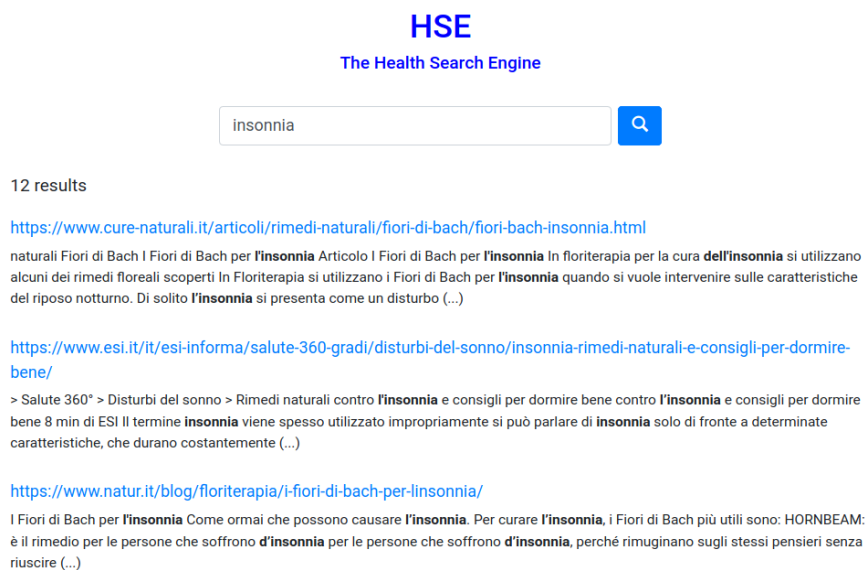 HSE
The Health Search Engine
insonnia
12 results
https://www.cure-naturali.it/articoli/rimedi-naturali/fiori-di-bach/fiori-bach-insonnia.html
naturali Fiori di Bach I Fiori di Bach per l'insonnia Articolo I Fiori di Bach per l'insonnia In floriterapia per la cura dell'insonnia si utilizzano
alcuni dei rimedi floreali scoperti In Floriterapia si utilizzano i Fiori di Bach per l'insonnia quando si vuole intervenire sulle caratteristiche
del riposo notturno. Di solito l’insonnia si presenta come un disturbo (...)
https://www.esi.it/it/esi-informa/salute-360-gradi/disturbi-del-sonno/insonnia-rimedi-naturali-e-consigli-per-dormire-
bene/
> Salute 360° > Disturbi del sonno > Rimedi naturali contro l'insonnia e consigli per dormire bene contro l’insonnia e consigli per dormire
bene 8 min di ESI Il termine insonnia viene spesso utilizzato impropriamente si può parlare di insonnia solo di fronte a determinate
caratteristiche, che durano costantemente (...)
https://www.natur.it/blog/floriterapia/i-fiori-di-bach-per-linsonnia/
I Fiori di Bach per l'insonnia Come ormai che possono causare l’insonnia. Per curare l’insonnia, i Fiori di Bach più utili sono: HORNBEAM:
è il rimedio per le persone che soffrono d’insonnia per le persone che soffrono d’insonnia, perché rimuginano sugli stessi pensieri senza
riuscire (...)